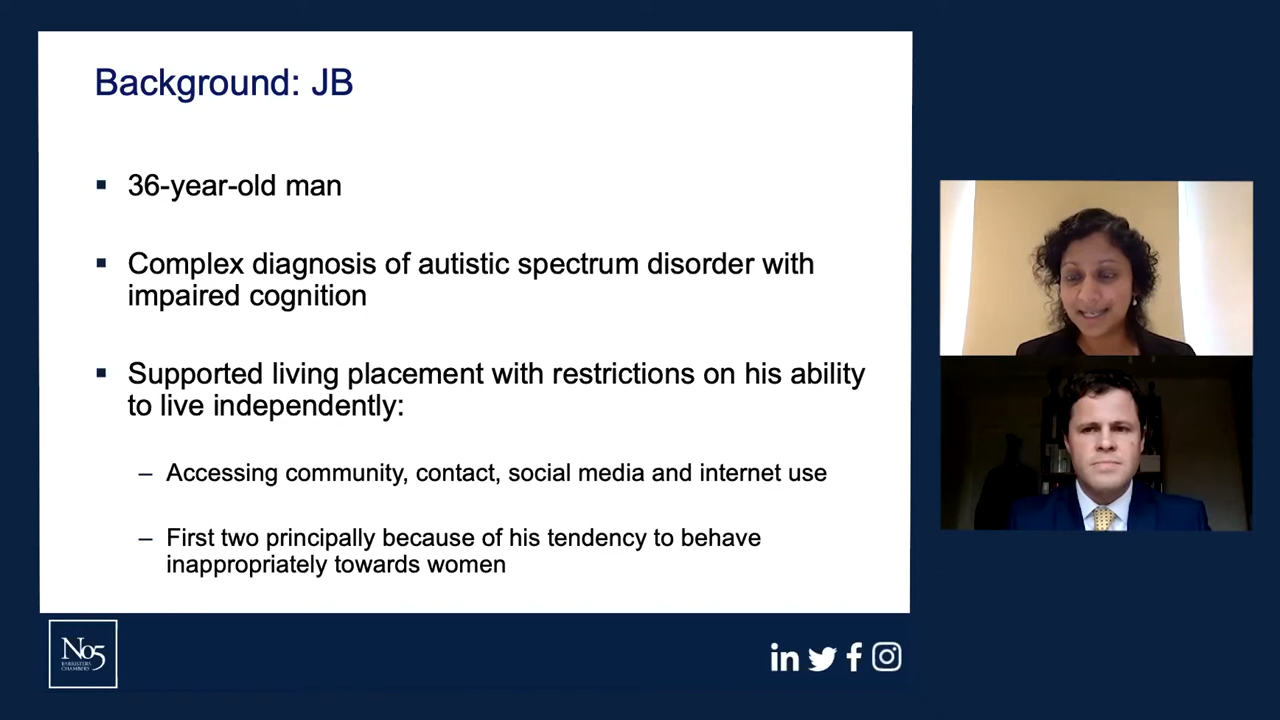 Background: JB
▪ 36-year-old man
▪ Complex diagnosis of autistic spectrum disorder with
impaired cognition
▪ Supported living placement with restrictions on his ability
to live independently:
– Accessing community, contact, social media and internet use
– First two principally because of his tendency to behave
inappropriately towards women
No5
BARRISTERS
CHAMBERS
in